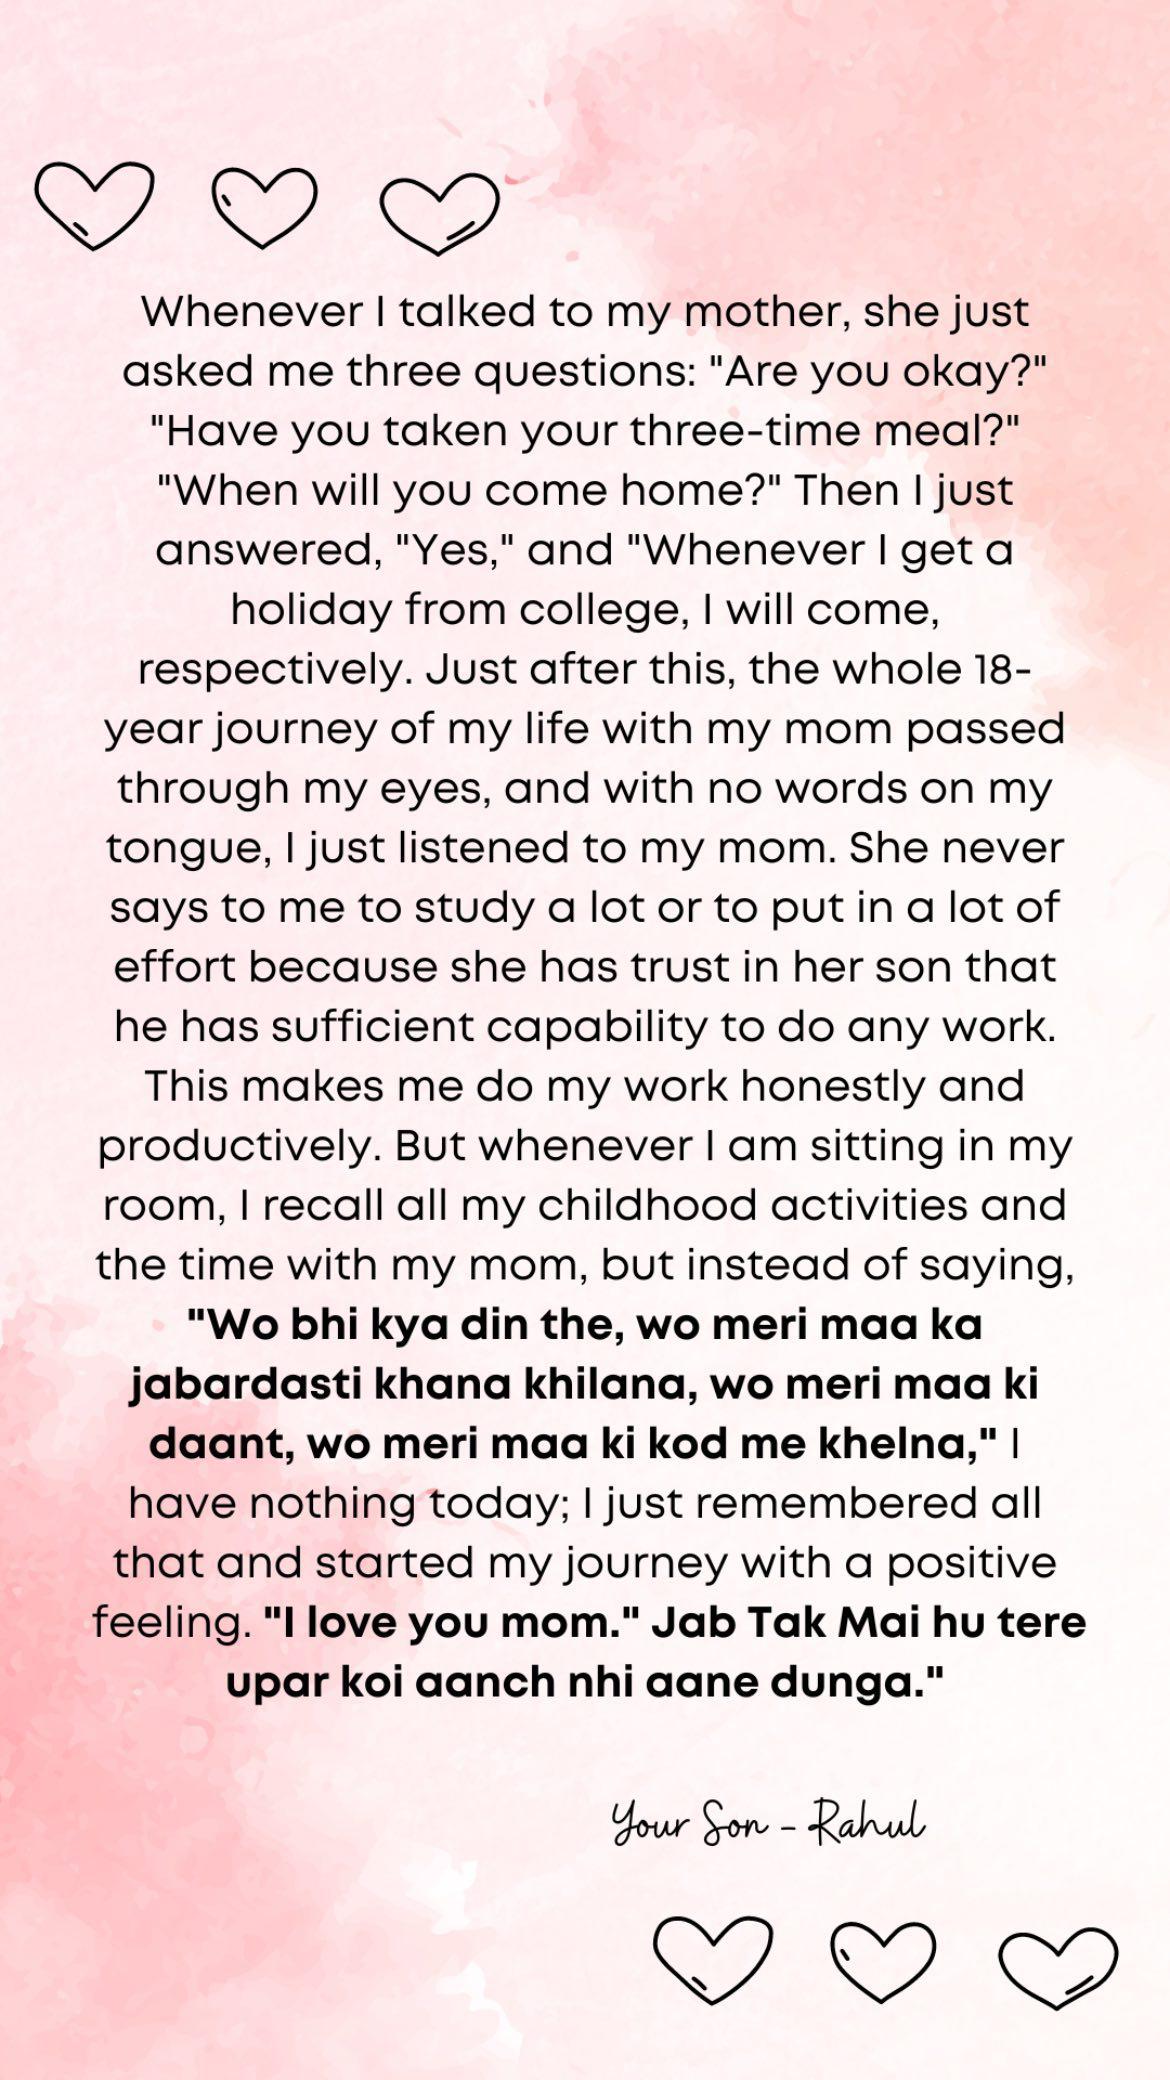 Whenever I talked to my mother, she just
asked me three questions: "Are you okay?"
"Have you taken your three-time meal?"
"When will you come home?" Then I just
answered, "Yes," and "Whenever I get a
holiday from college, I will come,
respectively. Just after this, the whole 18-
year journey of my life with my mom passed
through my eyes, and with no words on my
tongue, I just listened to my mom. She never
says to me to study a lot or to put in a lot of
effort because she has trust in her son that
he has sufficient capability to do any work.
This makes me do my work honestly and
productively. But whenever I am sitting in my
room, I recall all my childhood activities and
the time with my mom, but instead of saying,
"Wo bhi kya din the, wo meri maa ka
jabardasti khana khilana, wo meri maa ki
daant, wo meri maa ki kod me khelna," I
have nothing today; I just remembered all
that and started my journey with a positive
feeling. "I love you mom." Jab Tak Mai hu tere
upar koi aanch nhi aane dunga."
Your Son - Rahul